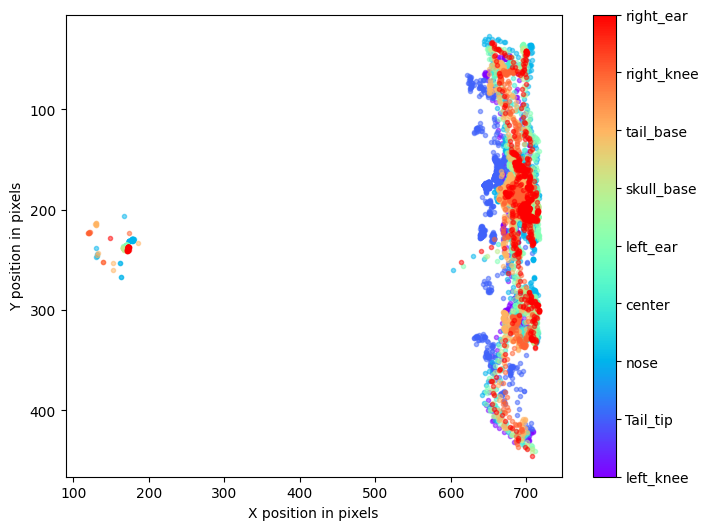 100
200
300
400
Y position in pixels
100
200
300
400
500
600
700
X position in pixels
right_ear
right_knee
tail_base
skull_base
left_ear
center
nose
Tail_tip
left_knee